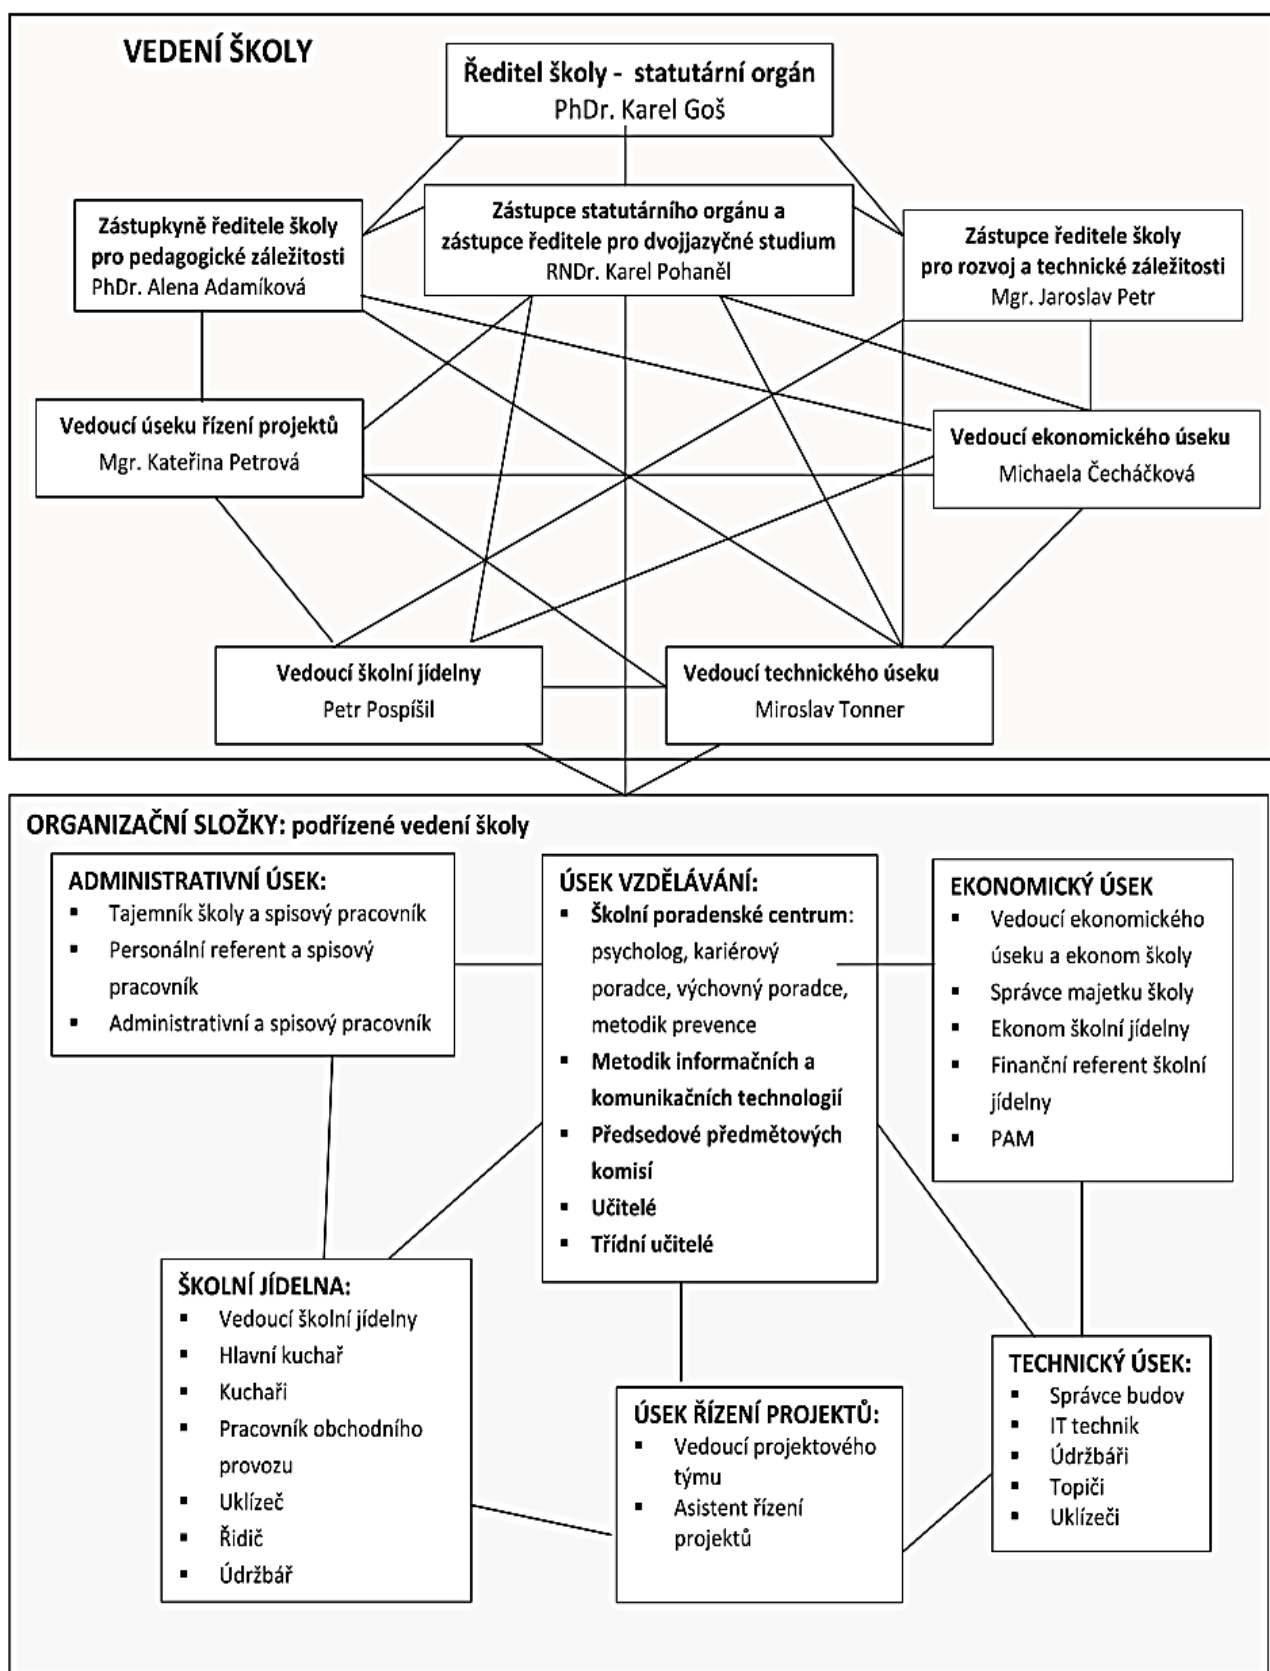 VEDENÍ ŠKOLY
Ředitel školy - statutární orgán
PhDr. Karel Goš
Zástupkyně ředitele školy
pro pedagogické záležitosti
PhDr. Alena Adamíková
Zástupce statutárního orgánu a
zástupce ředitele pro dvojjazyčné studium
RNDr. Karel Pohaněl
Zástupce ředitele školy
pro rozvoj a technické záležitosti
Mgr. Jaroslav Petr
Vedoucí úseku řízení projektů
Mgr. Kateřina Petrová
Vedoucí ekonomického úseku
Michaela Čecháčková
Vedoucí školní jídelny
Petr Pospíšil
Vedoucí technického úseku
Miroslav Tonner
ORGANIZAČNÍ SLOŽKY: podřízené vedení školy
ADMINISTRATIVNÍ ÚSEK:
▪ Tajemník školy a spisový pracovník
▪ Personální referent a spisový
pracovník
▪ Administrativní a spisový pracovník
ÚSEK VZDĚLÁVÁNÍ:
▪ Školní poradenské centrum:
psycholog, kariérový
poradce, výchovný poradce,
metodik prevence
▪ Metodik informačních a
komunikačních technologií
▪ Předsedové předmětových
komisí
▪ Učitelé
▪ Třídní učitelé
EKONOMICKÝ ÚSEK
▪ Vedoucí ekonomického
úseku a ekonom školy
▪ Správce majetku školy
▪ Ekonom školní jídelny
▪ Finanční referent školní
jídelny
▪ PAM
ŠKOLNÍ JÍDELNA:
▪ Vedoucí školní jídelny
▪ Hlavní kuchař
▪ Kuchaři
▪ Pracovník obchodního
provozu
▪ Uklízeč
▪ Řidič
▪ Údržbář
ÚSEK ŘÍZENÍ PROJEKTŮ:
▪ Vedoucí projektového
týmu
▪ Asistent řízení
projektů
TECHNICKÝ ÚSEK:
▪ Správce budov
▪ IT technik
▪ Údržbáři
▪ Topiči
▪ Uklízeči